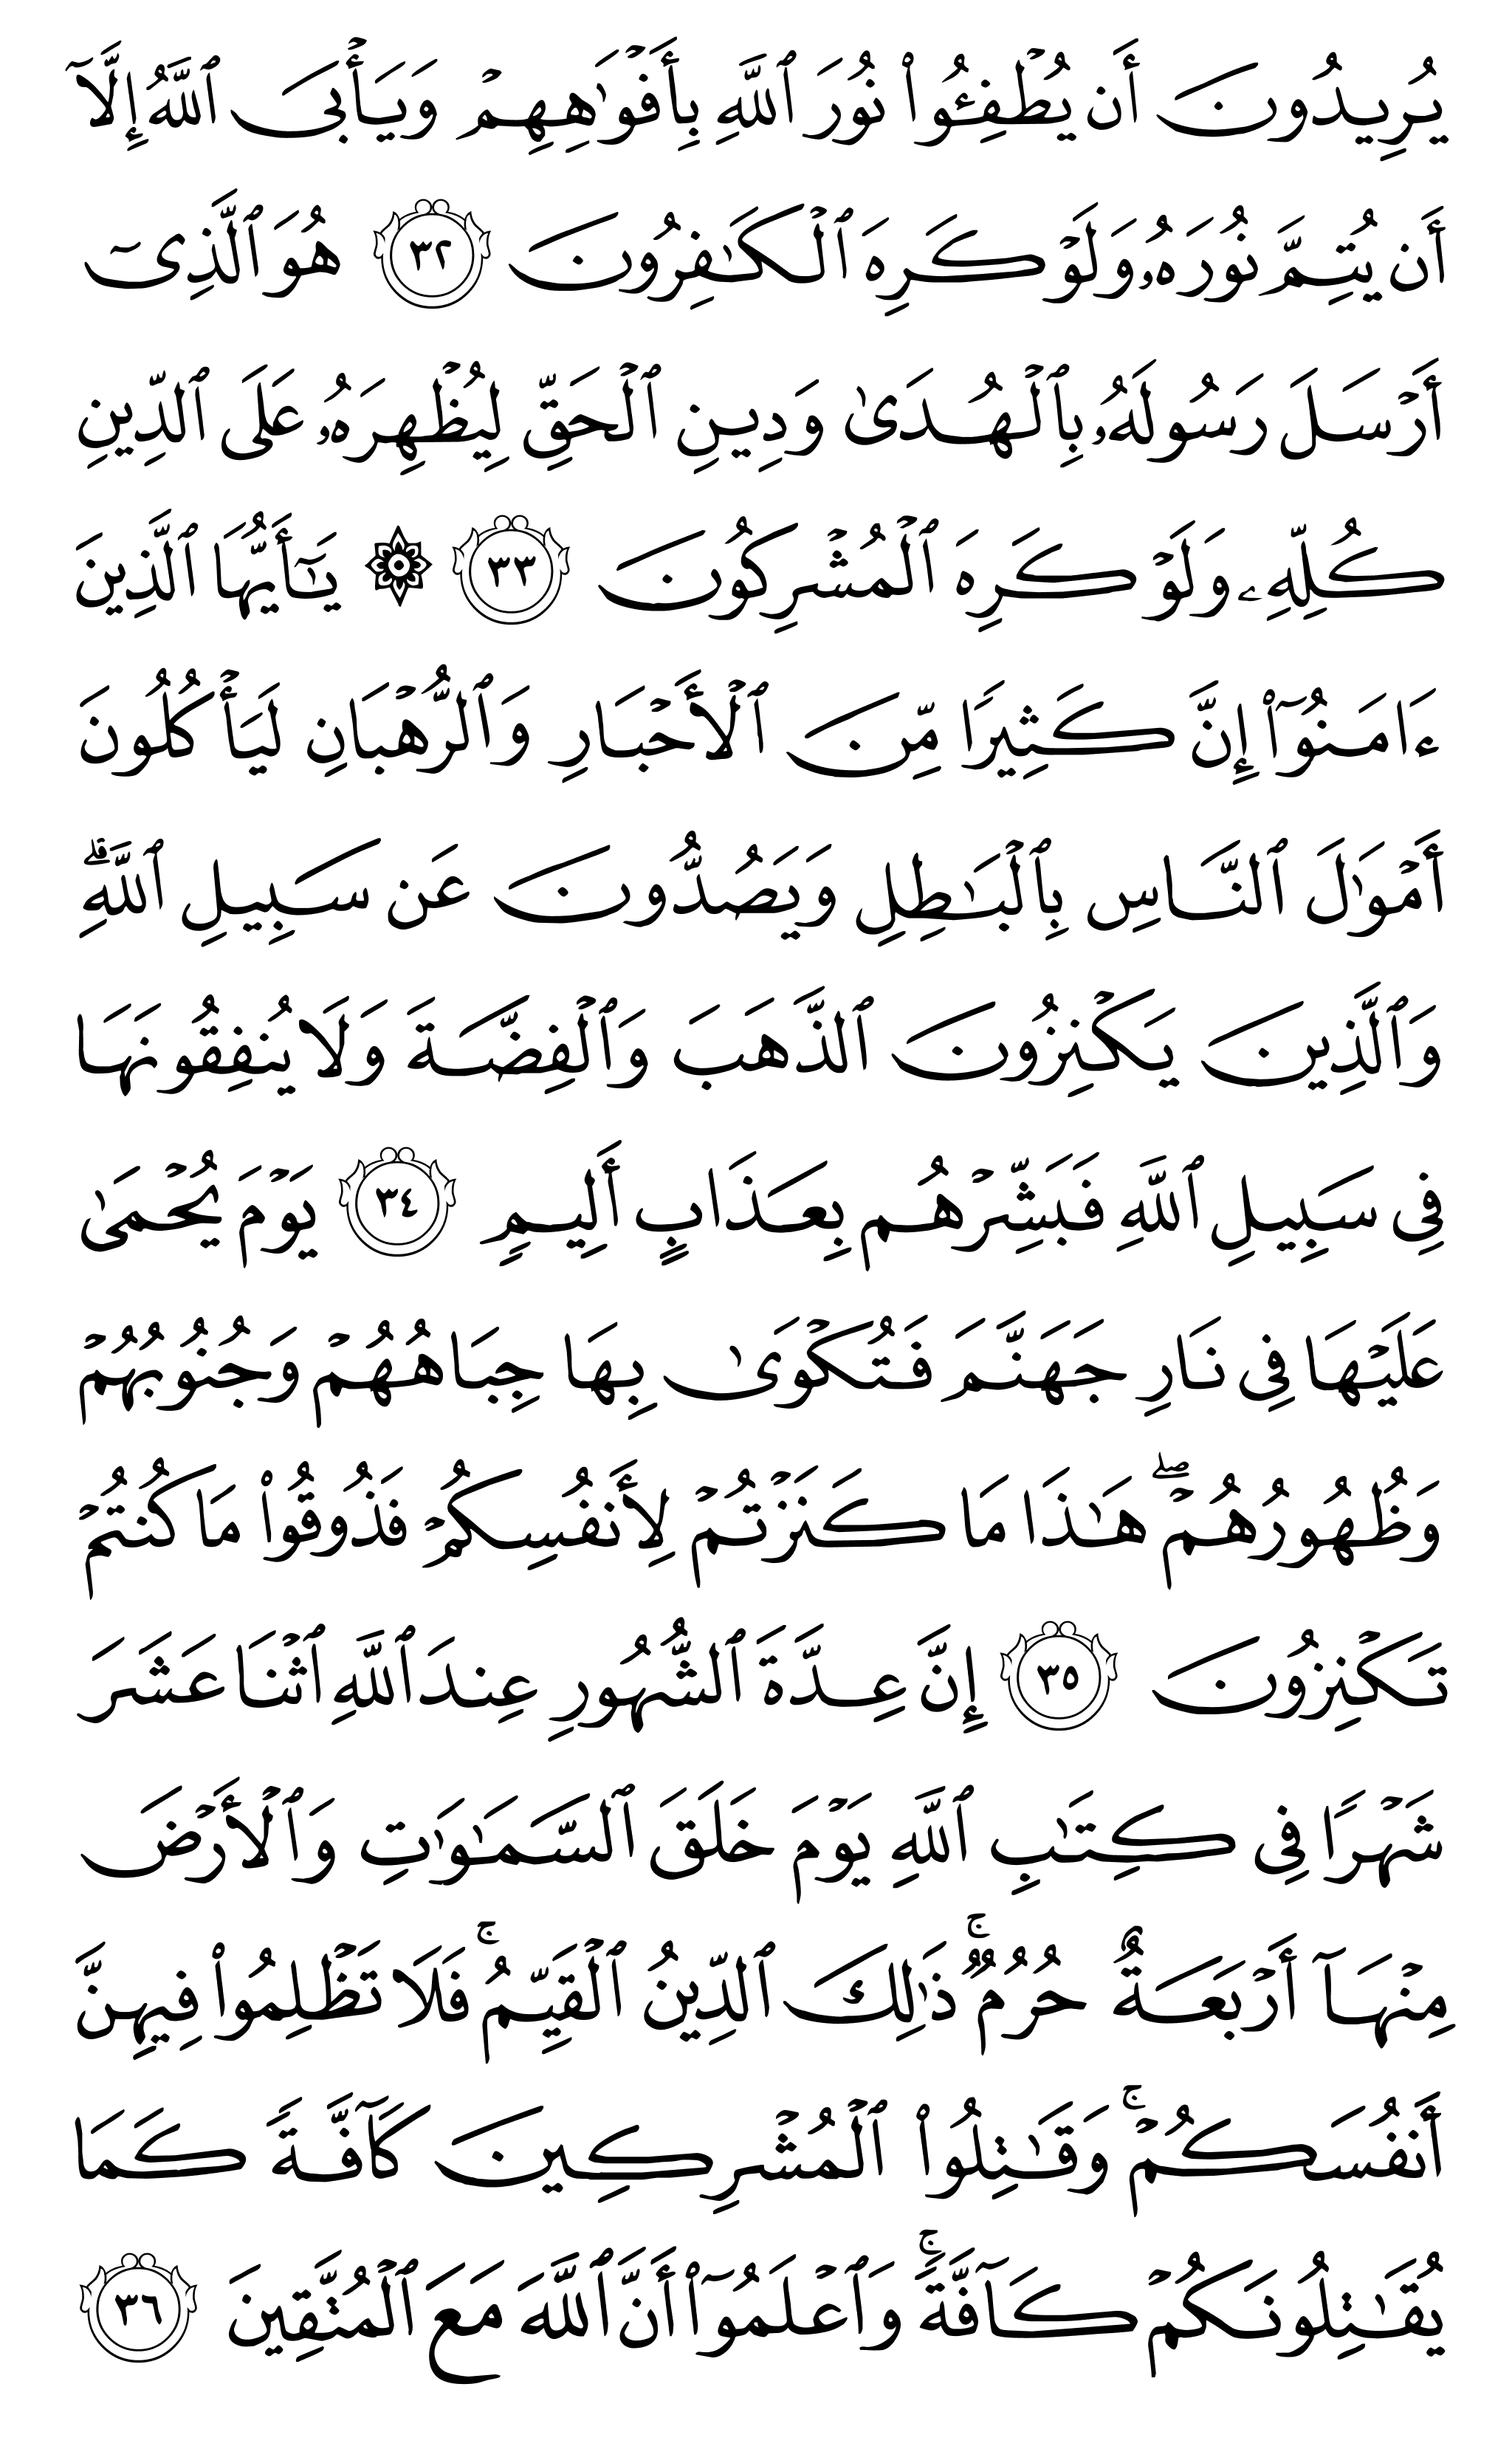 يُرِيدُونَ أَن يُطۡفِـُٔواْ نُورَ ٱللَّهِ بِأَفۡوَٰهِهِمۡ وَيَأۡبَى ٱللَّهُ إِلَّآ
أَن يُتِمَّ نُورَهُۥ وَلَوۡ كَرِهَ ٱلۡكَٰفِرُونَ ٣٢ هُوَ ٱلَّذِيٓ
أَرۡسَلَ رَسُولَهُۥ بِٱلۡهُدَىٰ وَدِينِ ٱلۡحَقِّ لِيُظۡهِرَهُۥ عَلَى ٱلدِّينِ
كُلِّهِۦ وَلَوۡ كَرِهَ ٱلۡمُشۡرِكُونَ ٣٣ ۞ يَٰٓأَيُّهَا ٱلَّذِينَ
ءَامَنُوٓاْ إِنَّ كَثِيرٗا مِّنَ ٱلۡأَحۡبَارِ وَٱلرُّهۡبَانِ لَيَأۡكُلُونَ
أَمۡوَٰلَ ٱلنَّاسِ بِٱلۡبَٰطِلِ وَيَصُدُّونَ عَن سَبِيلِ ٱللَّهِۗ
وَٱلَّذِينَ يَكۡنِزُونَ ٱلذَّهَبَ وَٱلۡفِضَّةَ وَلَا يُنفِقُونَهَا
فِي سَبِيلِ ٱللَّهِ فَبَشِّرۡهُم بِعَذَابٍ أَلِيمٖ ٣٤ يَوۡمَ يُحۡمَىٰ
عَلَيۡهَا فِي نَارِ جَهَنَّمَ فَتُكۡوَىٰ بِهَا جِبَاهُهُمۡ وَجُنُوبُهُمۡ
وَظُهُورُهُمۡۖ هَٰذَا مَا كَنَزۡتُمۡ لِأَنفُسِكُمۡ فَذُوقُواْ مَا كُنتُمۡ
تَكۡنِزُونَ ٣٥ إِنَّ عِدَّةَ ٱلشُّهُورِ عِندَ ٱللَّهِ ٱثۡنَا عَشَرَ
شَهۡرٗا فِي كِتَٰبِ ٱللَّهِ يَوۡمَ خَلَقَ ٱلسَّمَٰوَٰتِ وَٱلۡأَرۡضَ
مِنۡهَآ أَرۡبَعَةٌ حُرُمٞۚ ذَٰلِكَ ٱلدِّينُ ٱلۡقَيِّمُۚ فَلَا تَظۡلِمُواْ فِيهِنَّ
أَنفُسَكُمۡۚ وَقَٰتِلُواْ ٱلۡمُشۡرِكِينَ كَآفَّةٗ كَمَا
يُقَٰتِلُونَكُمۡ كَآفَّةٗۚ وَٱعۡلَمُوٓاْ أَنَّ ٱللَّهَ مَعَ ٱلۡمُتَّقِينَ ٣٦